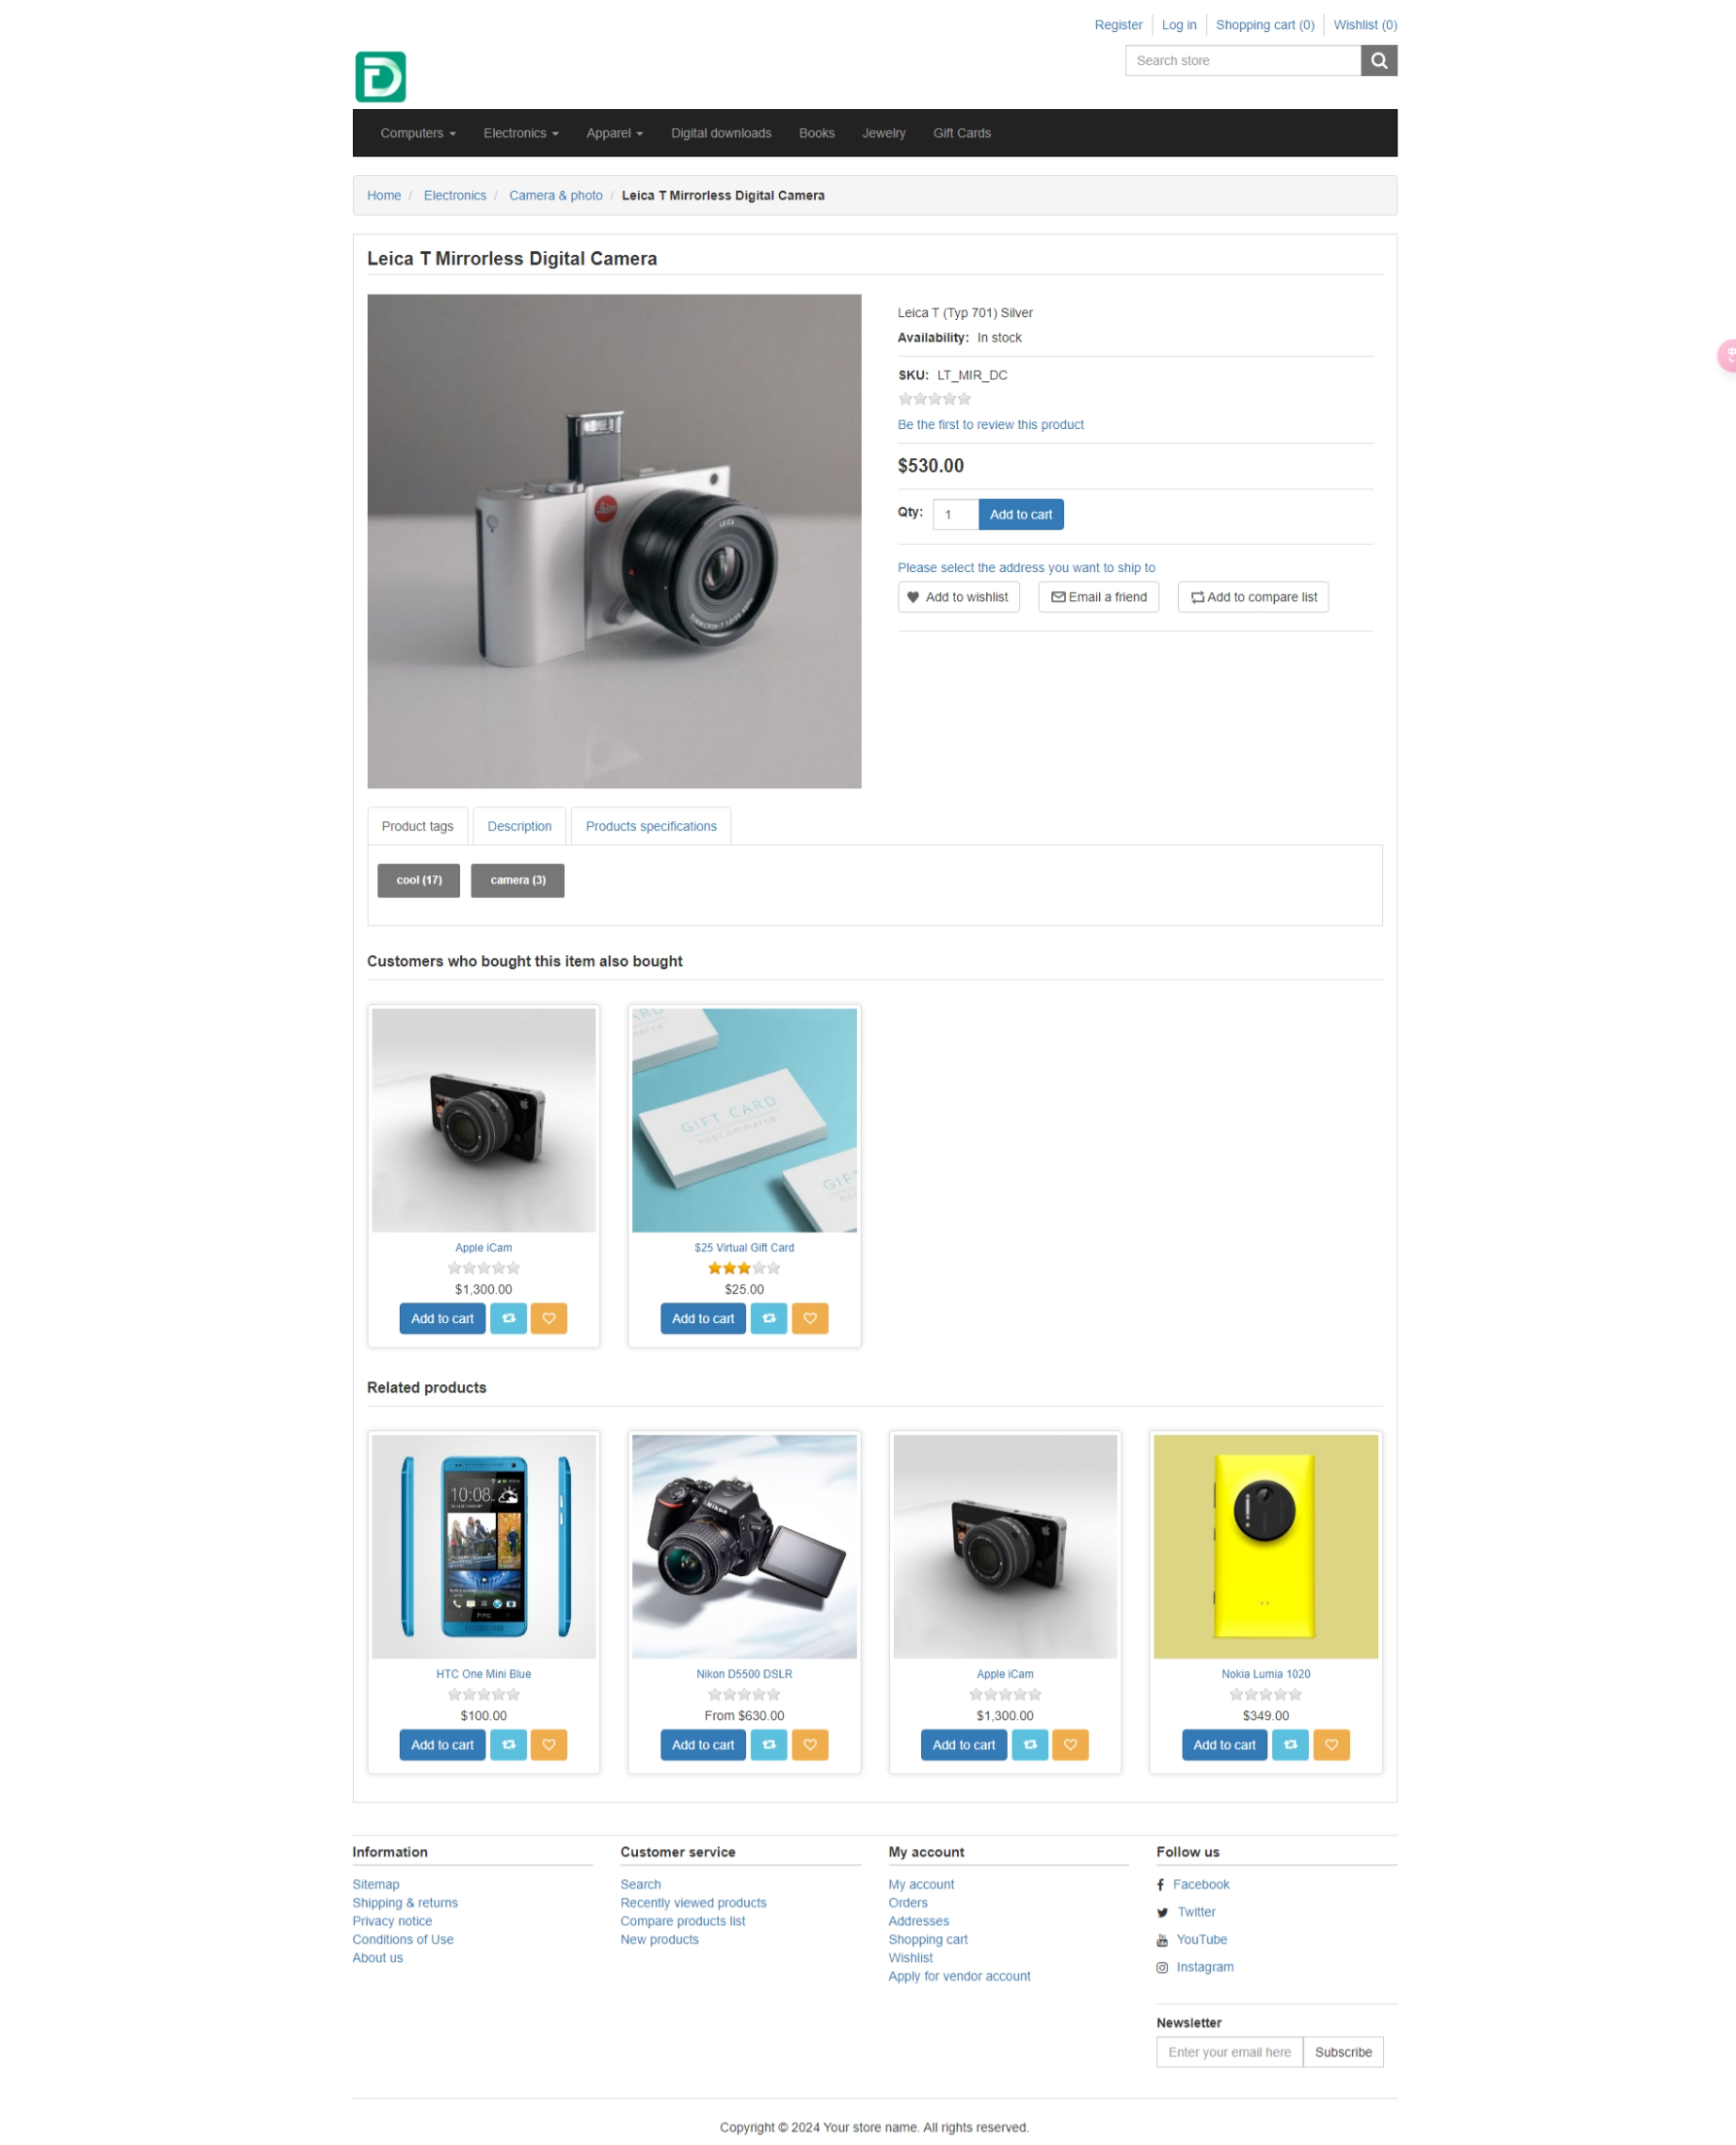 Register
Log in
Shopping cart (0)
Wishlist (0)
Search store
Computers
Electronics
Apparel
Digital downloads
Books
Jewelry
Gift Cards
Home / Electronics / Camera & photo / Leica T Mirrorless Digital Camera
Leica T Mirrorless Digital Camera
Leica T (Typ 701) Silver
Availability: In stock
SKU: LT_MIR_DC
Be the first to review this product
$530.00
Qty: 1 Add to cart
Please select the address you want to ship to
Add to wishlist
Email a friend
Add to compare list
Leica
LEICA
Product tags
Description
Products specifications
cool (17)
camera (3)
Customers who bought this item also bought
GIFT CARD
nopCommerce
Apple iCam
$1,300.00
Add to cart
$25 Virtual Gift Card
$25.00
Add to cart
Related products
10:08
hTC
Nikon
HTC One Mini Blue
$100.00
Add to cart
Nikon D5500 DSLR
From $630.00
Add to cart
Apple iCam
$1,300.00
Add to cart
Nokia Lumia 1020
$349.00
Add to cart
Information
Sitemap
Shipping & returns
Privacy notice
Conditions of Use
About us
Customer service
Search
Recently viewed products
Compare products list
New products
My account
My account
Orders
Addresses
Shopping cart
Wishlist
Apply for vendor account
Follow us
Facebook
Twitter
YouTube
Instagram
Newsletter
Enter your email here
Subscribe
Copyright © 2024 Your store name. All rights reserved.